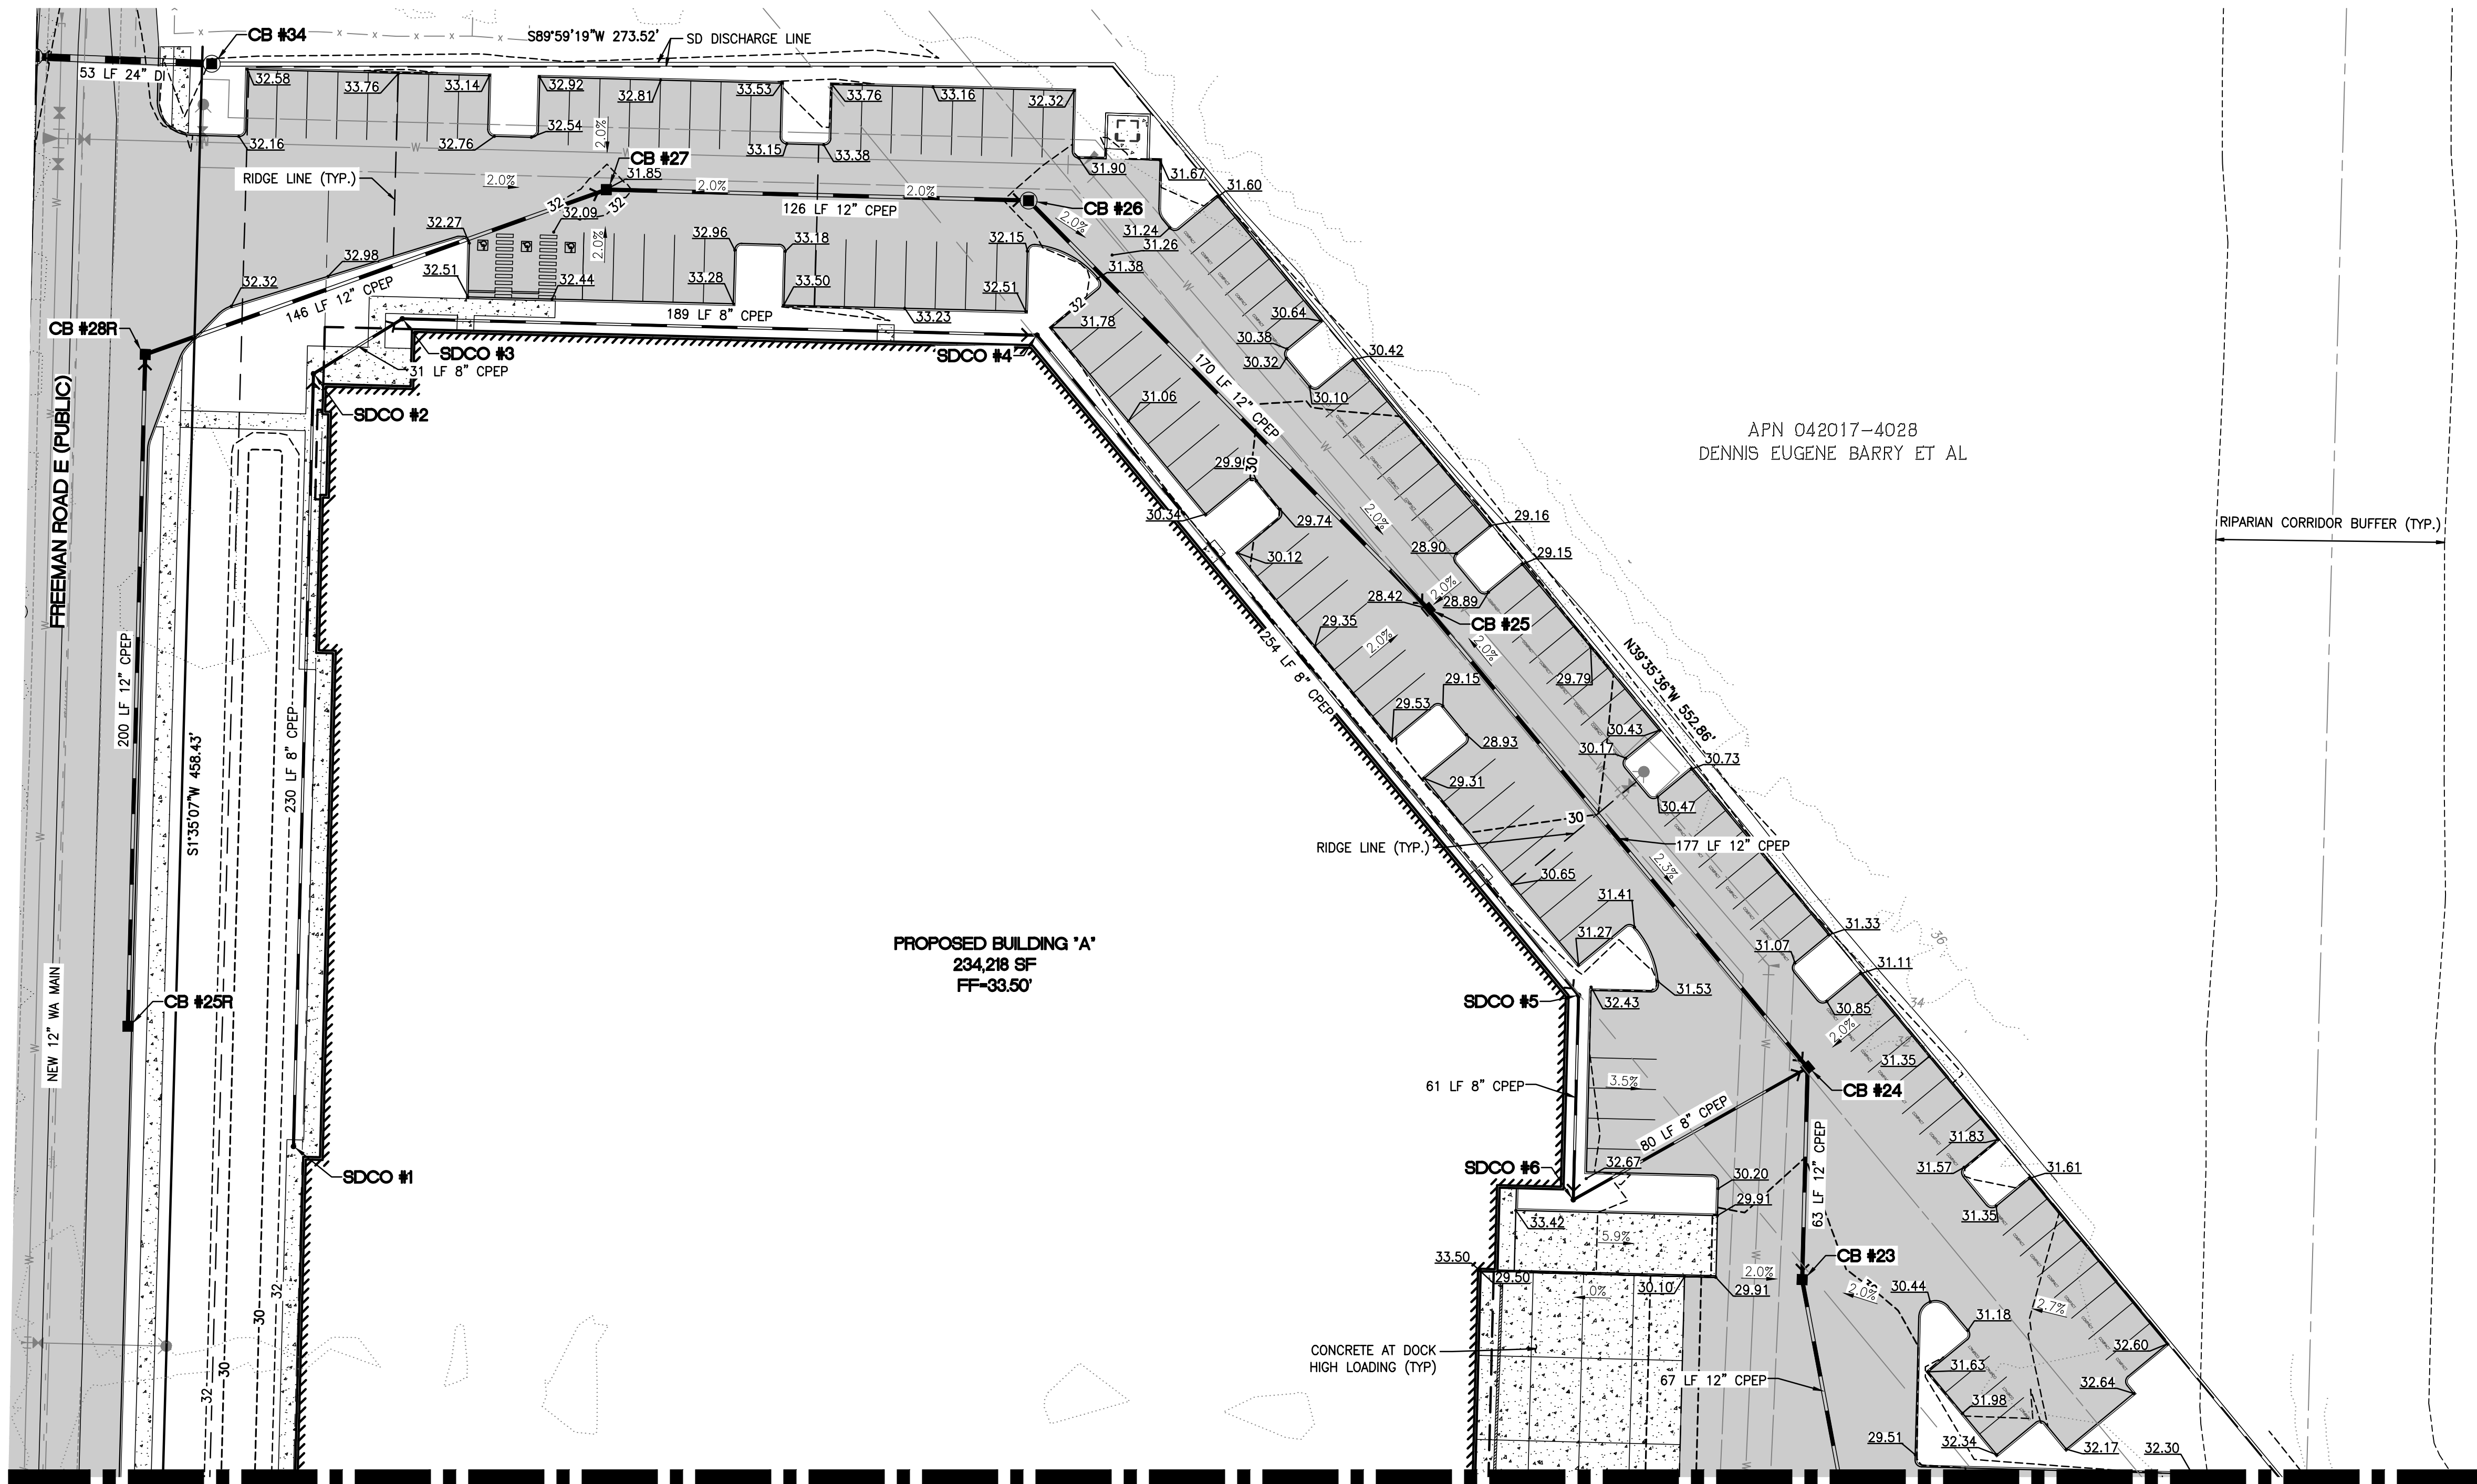 CB #34
S89°59'19"W 273.52'
SD DISCHARGE LINE
53 LF 24" DI
32.58
33.76
33.14
32.92
32.81
33.53
33.76
33.16
32.32
32.16
32.76
32.54
2.0%
33.15
33.38
31.90
31.67
31.60
CB #27
31.85
RIDGE LINE (TYP.)
2.0%
2.0%
2.0%
32
32
32.09
126 LF 12" CPEP
CB #26
2.0%
31.24
31.26
32.27
32.98
2.0%
32.96
33.18
32.15
31.38
32.32
146 LF 12" CPEP
32.51
32.44
33.28
33.50
32.51
32
33.23
189 LF 8" CPEP
31.78
30.64
CB #28R
SDCO #3
SDCO #4
30.38
30.32
30.42
31 LF 8" CPEP
170 LF 12" CPEP
30.10
SDCO #2
31.06
APN 042017-4028
DENNIS EUGENE BARRY ET AL
FREEMAN ROAD E (PUBLIC)
30
30.34
29.74
29.16
2.0%
RIPARIAN CORRIDOR BUFFER (TYP.)
30.12
28.90
29.15
2.0%
28.42
28.89
CB #25
29.35
2.0%
2.0%
254 LF 8" CPEP
N39°35'36"W 552.86'
200 LF 12" CPEP
S1°35'07"W 458.43'
230 LF 8" CPEP
29.15
29.79
29.53
28.93
30.43
30.17
30.73
29.31
30.47
30
RIDGE LINE (TYP.)
177 LF 12" CPEP
2.3%
30.65
31.41
31.33
31.07
31.27
36
PROPOSED BUILDING "A"
234,218 SF
FF=33.50'
31.11
31.53
30.85
34
NEW 12" WA MAIN
CB #25R
SDCO #5
32.43
2.0%
31.35
61 LF 8" CPEP
3.5%
CB #24
80 LF 8" CPEP
31.83
SDCO #1
SDCO #6
32.67
30.20
31.57
31.61
63 LF 12" CPEP
29.91
31.35
33.42
5.9%
CB #23
33.50
29.50
1.0%
30.10
29.91
2.0%
2.0%
30.44
31.18
2.7%
32
30
32
30
CONCRETE AT DOCK
HIGH LOADING (TYP)
32.60
31.63
32.64
67 LF 12" CPEP
31.98
29.51
32.34
32.17
32.30